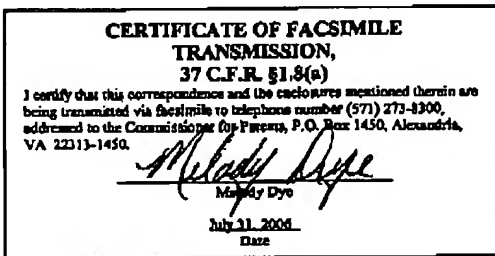 CERTIFICATE OF FACSIMILE
TRANSMISSION,
37 C.F.R. §1.8(a)
I certify that this correspondence and the enclosures mentioned therein are
being transmitted via facsimile to telephone number (571) 273-8300,
addressed to the Commissioner for Patents, P.O. Box 1450, Alexandria,
VA 22313-1450.
Melody Dye
Melody Dye
July 31, 2006
Date